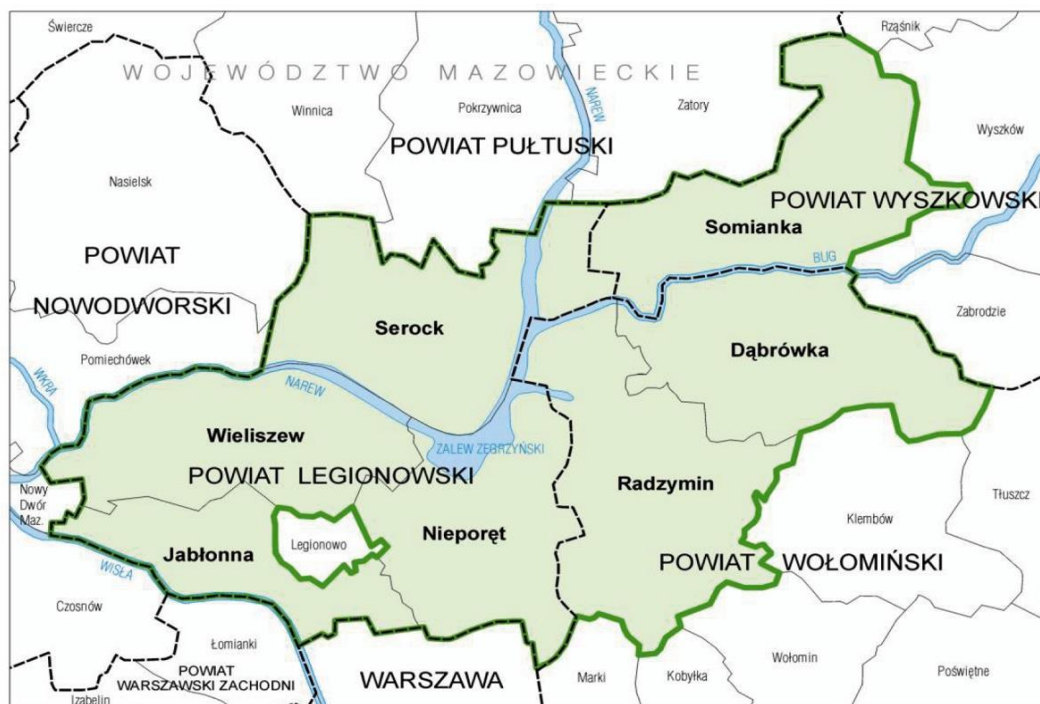 Świercze
Rząśnik
WOJEWÓDZTWO MAZOWIECKIE
Winnica
Pokrzywnica
NAREW
Zatory
Wyszków
POWIAT PUŁTUSKI
Nasielsk
POWIAT WYSZKOWSKI
Somianka
POWIAT
NOWODWORSKI
BUG
Zabrodzie
Serock
Dąbrówka
Pomiechówek
WKRA
NAREW
Wieliszew
ZALEW ZEGRZYŃSKI
POWIAT LEGIONOWSKI
Radzymin
Nowy
Dwór
Maz.
Tłuszcz
Klembów
Nieporęt
Legionowo
Jabłonna
POWIAT WOŁOMIŃSKI
WISŁA
Czosnów
Łomianki
Wołomin
Poświętne
POWIAT
WARSZAWSKI ZACHODNI
WARSZAWA
Marki
Kobyłka
Izabelin